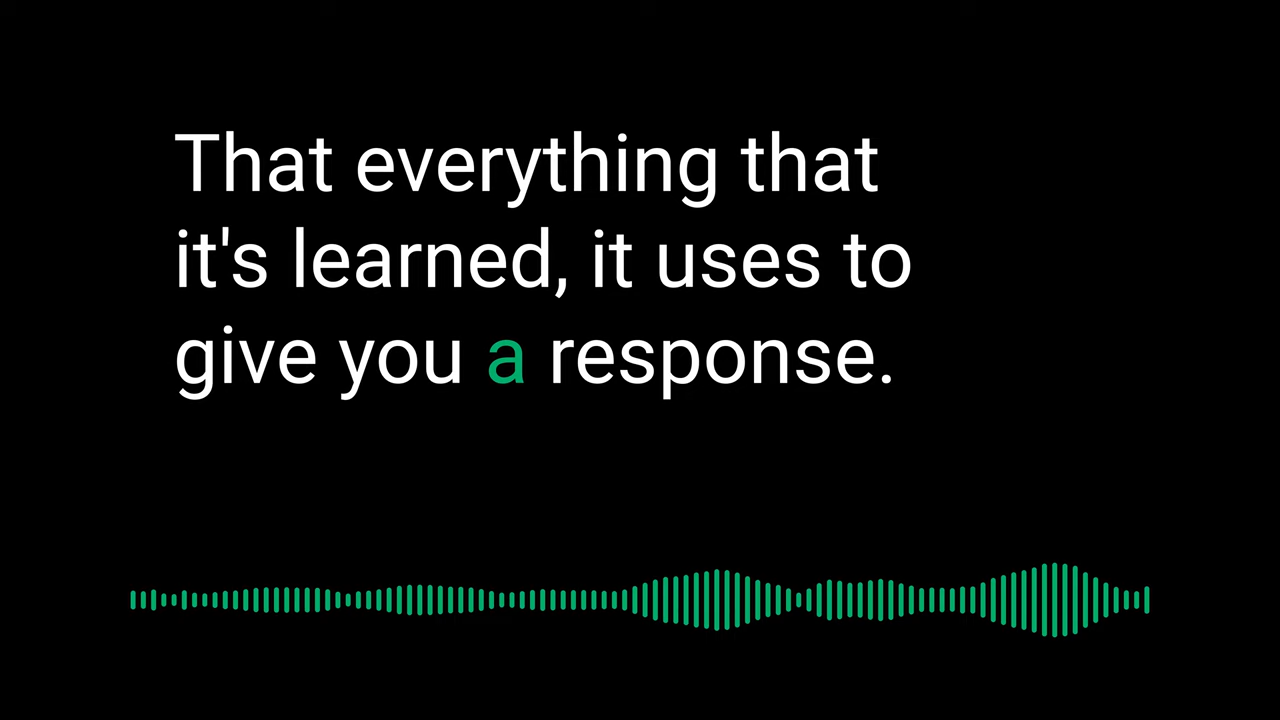 That everything that
it's learned, it uses to
give you a response.